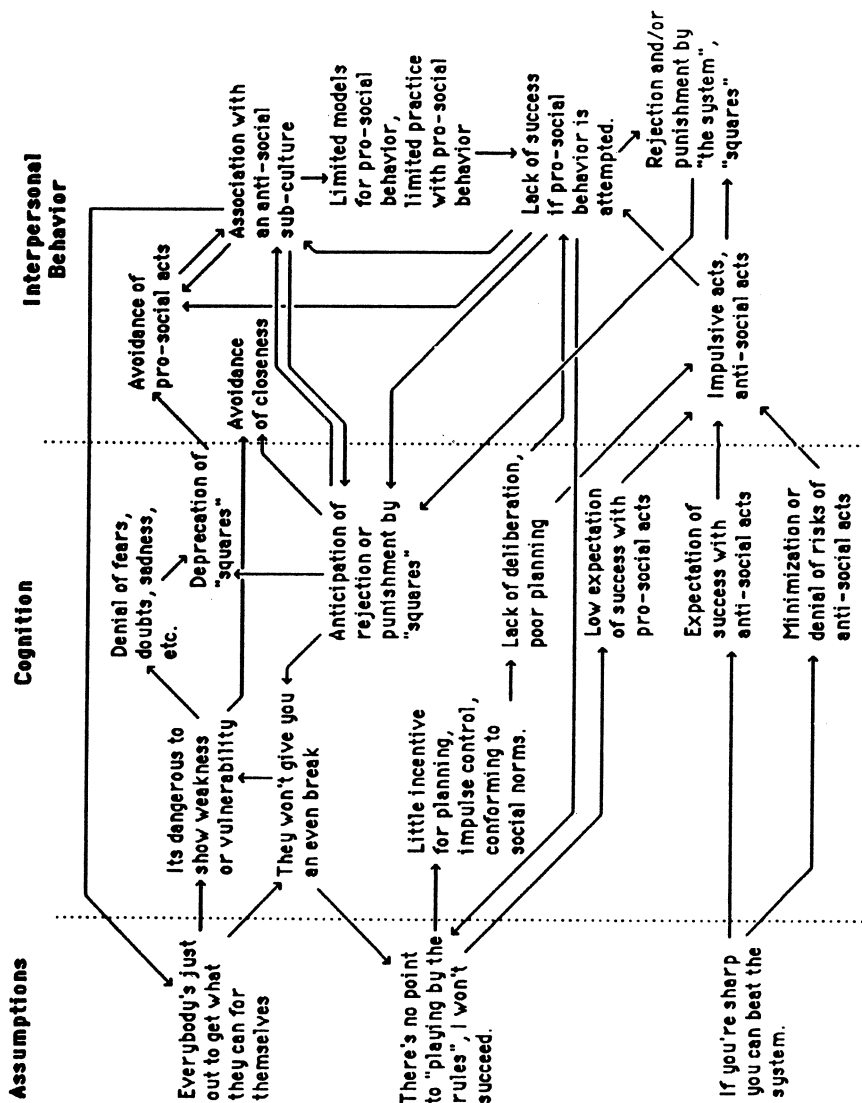 Assumptions
Cognition
Interpersonal
Behavior
Everybody's just
out to get what
they can for
themselves
There's no point
to "playing by the
rules", I won't
succeed.
If you're sharp
you can beat the
system.
Its dangerous to
show weakness
or vulnerability
They won't give you
an even break
Little incentive
for planning,
impulse control,
conforming to
social norms.
Denial of fears,
doubts, sadness,
etc.
Deprecation of
"squares"
Anticipation of
rejection or
punishment by
"squares"
Lack of deliberation,
poor planning
Low expectation
of success with
pro-social acts
Expectation of
success with
anti-social acts
Minimization or
denial of risks of
anti-social acts
Avoidance of
pro-social acts
Avoidance
of closeness
Association with
an anti-social
sub-culture
Limited models
for pro-social
behavior,
limited practice
with pro-social
behavior
Lack of success
if pro-social
behavior is
attempted.
Impulsive acts,
anti-social acts
Rejection and/or
punishment by
"the system",
"squares"